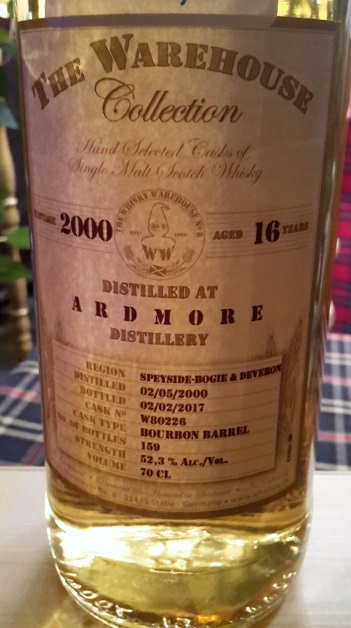 THE WAREHOUSE
Collection
Hand Selected Casks of
Single Malt Scotch Whisky
VINTAGE 2000
THE WHISKY WAREHOUSE No. 8
WW
AGED 16 YEARS
DISTILLED AT
ARDMORE
DISTILLERY
REGION SPEYSIDE-BOGIE & DEVERON
DISTILLED 02/05/2000
BOTTLED 02/02/2017
CASK No W80226
CASK TYPE BOURBON BARREL
NO. OF BOTTLES 159
STRENGTH 52,3 % ALC./VOL.
VOLUME 70 CL